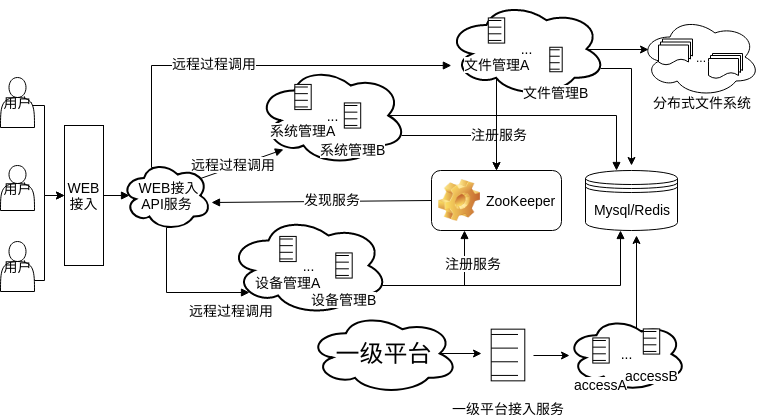 远程过程调用
...
文件管理A
文件管理B
...
分布式文件系统
用户
用户
用户
WEB
接入
WEB接入
API服务
远程过程调用
...
系统管理A
系统管理B
注册服务
发现服务
ZooKeeper
Mysql/Redis
...
设备管理A
设备管理B
注册服务
远程过程调用
一级平台
一级平台接入服务
...
accessA
accessB